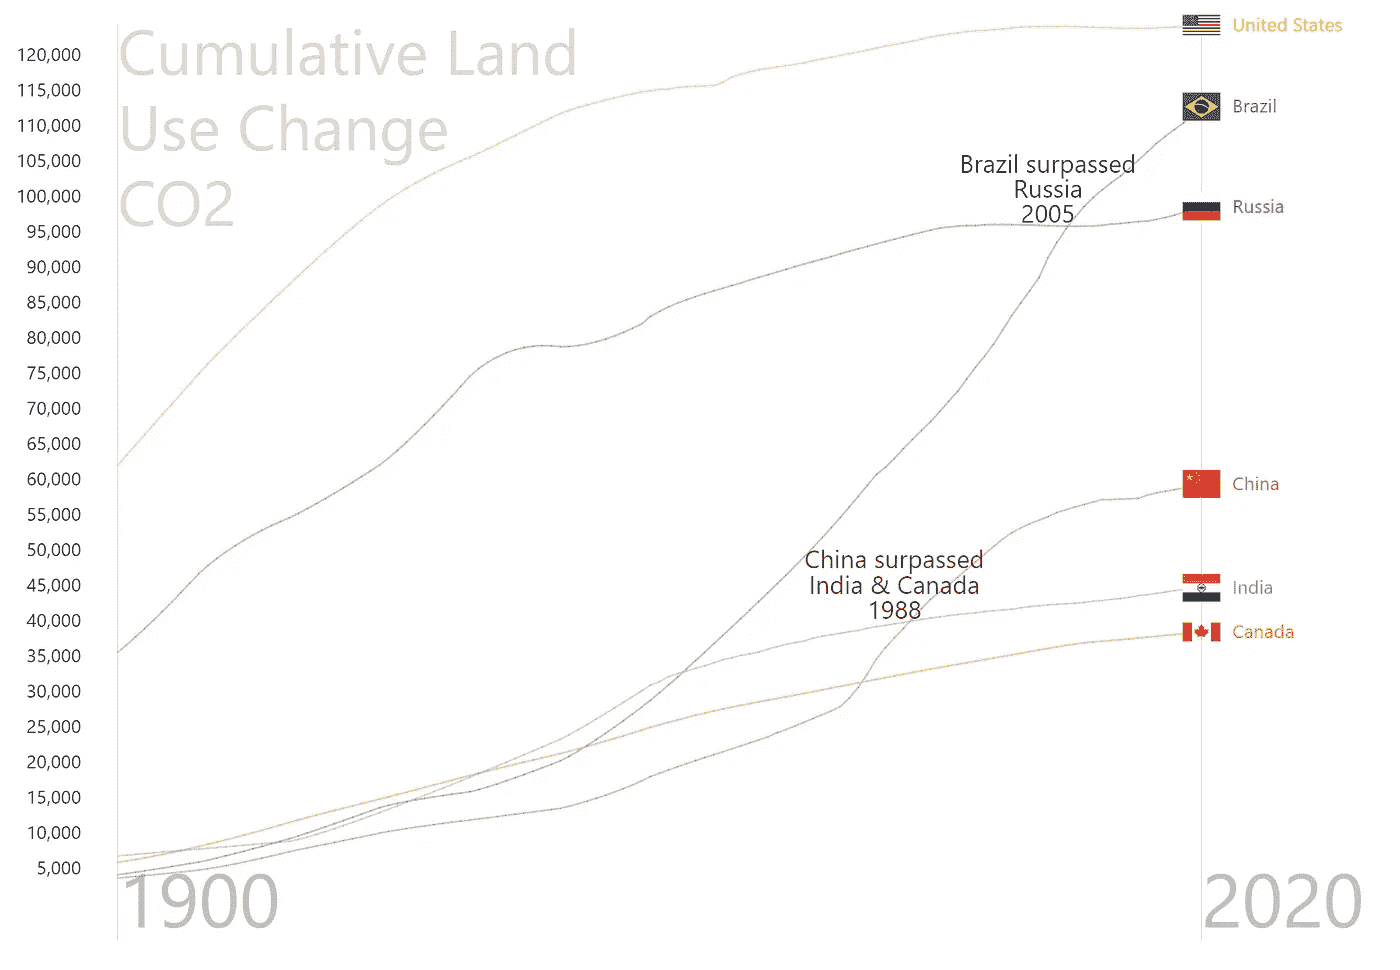 Cumulative Land
Use Change
CO2
120,000
115,000
110,000
105,000
100,000
95,000
90,000
85,000
80,000
75,000
70,000
65,000
60,000
55,000
50,000
45,000
40,000
35,000
30,000
25,000
20,000
15,000
10,000
5,000
United States
Brazil
Brazil surpassed
Russia
2005
Russia
China
China surpassed
India & Canada
1988
India
Canada
1900
2020